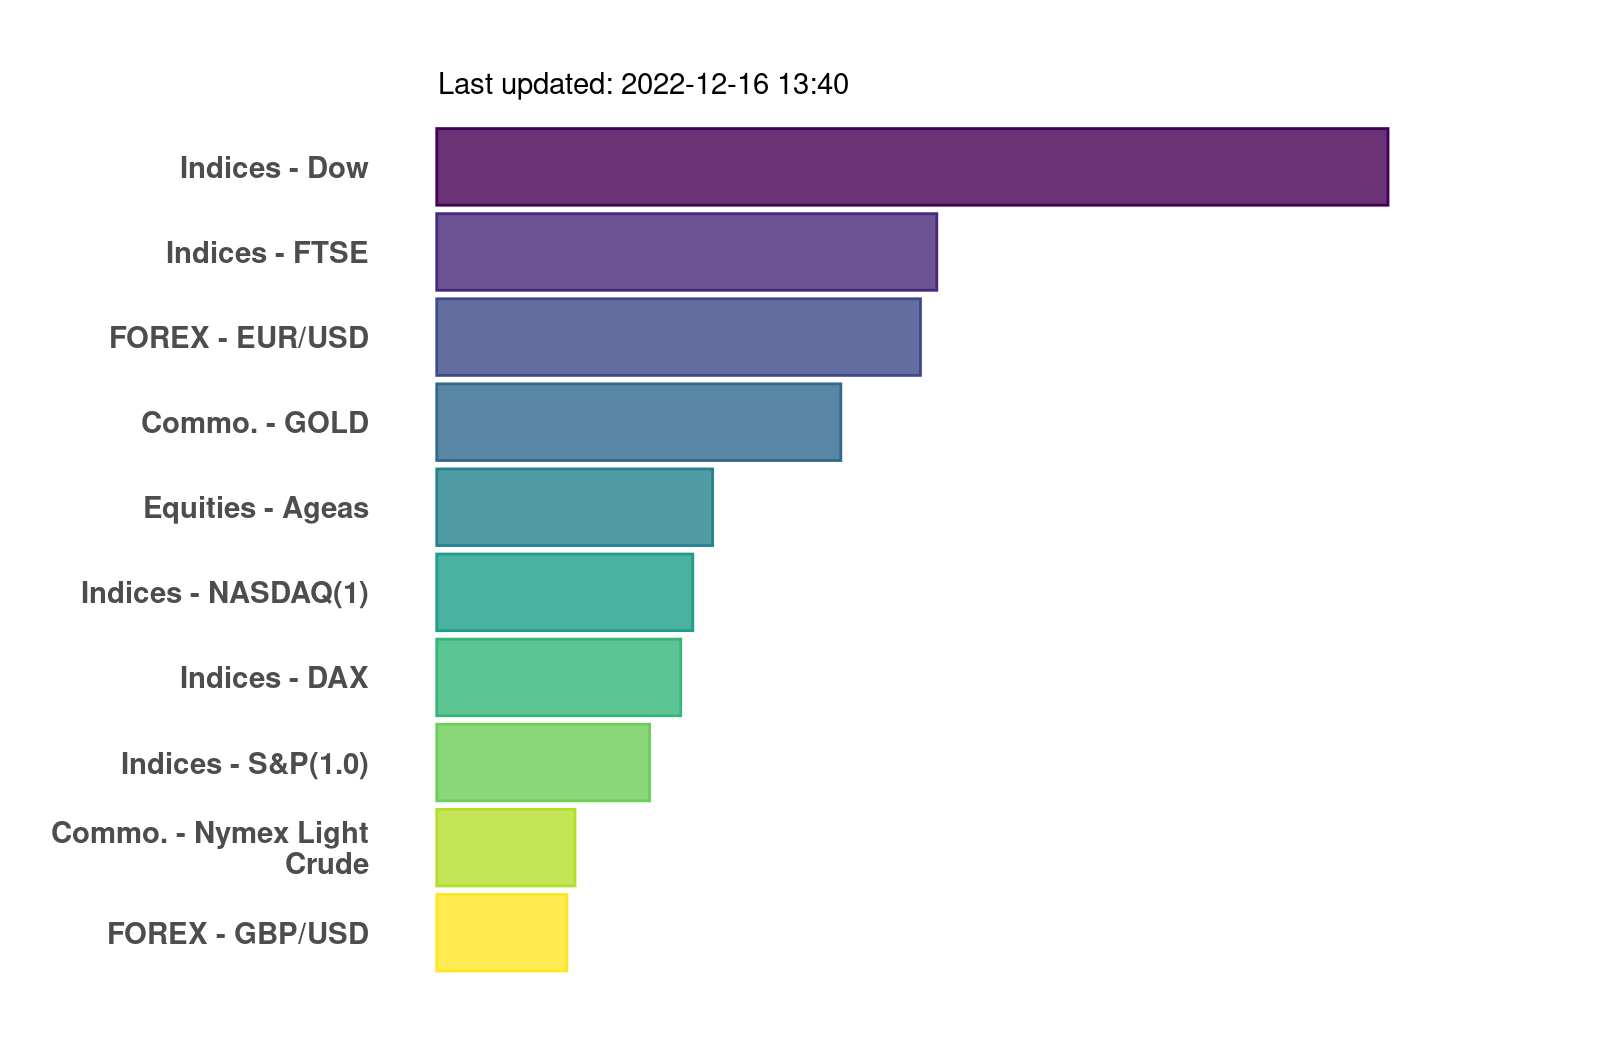 Last updated: 2022-12-16 13:40
Indices - Dow
Indices - FTSE
FOREX - EUR/USD
Commo. - GOLD
Equities - Ageas
Indices - NASDAQ(1)
Indices - DAX
Indices - S&P(1.0)
Commo. - Nymex Light
Crude
FOREX - GBP/USD